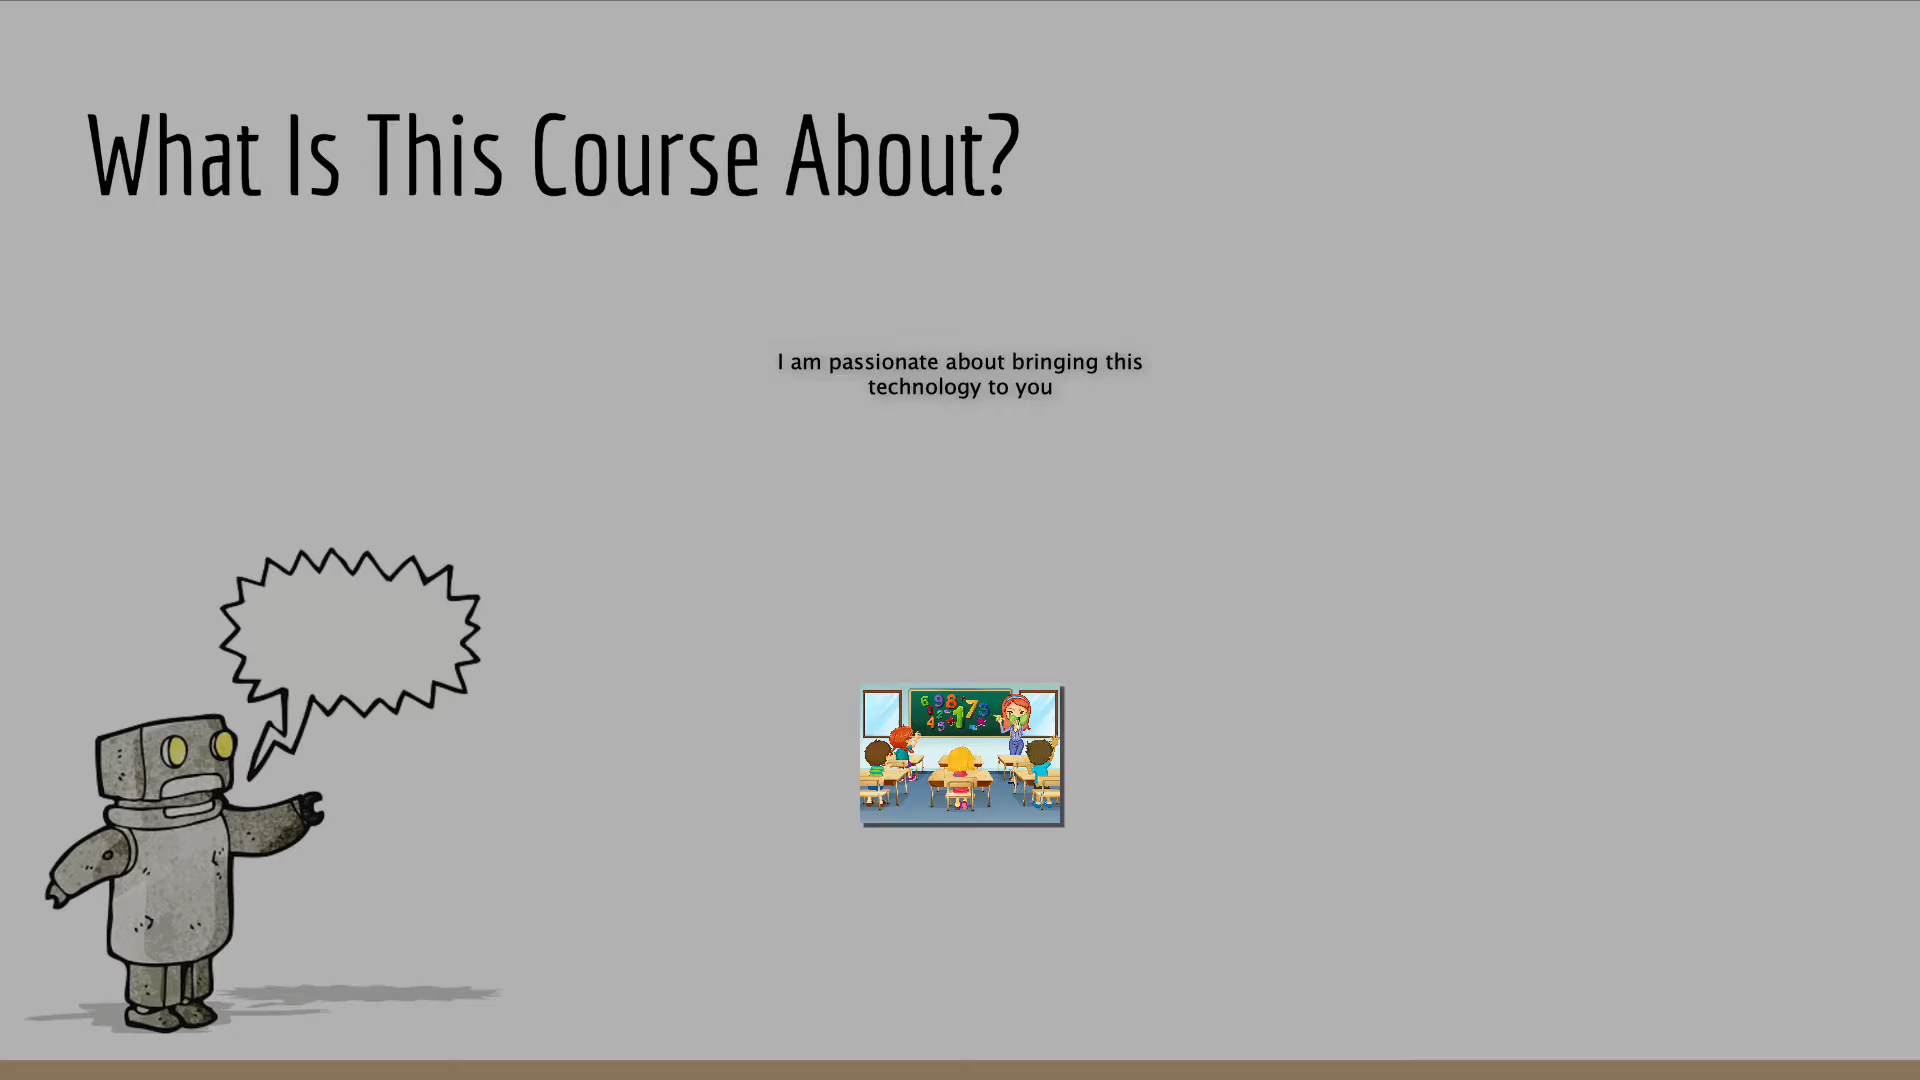 What Is This Course About?
I am passionate about bringing this
technology to you